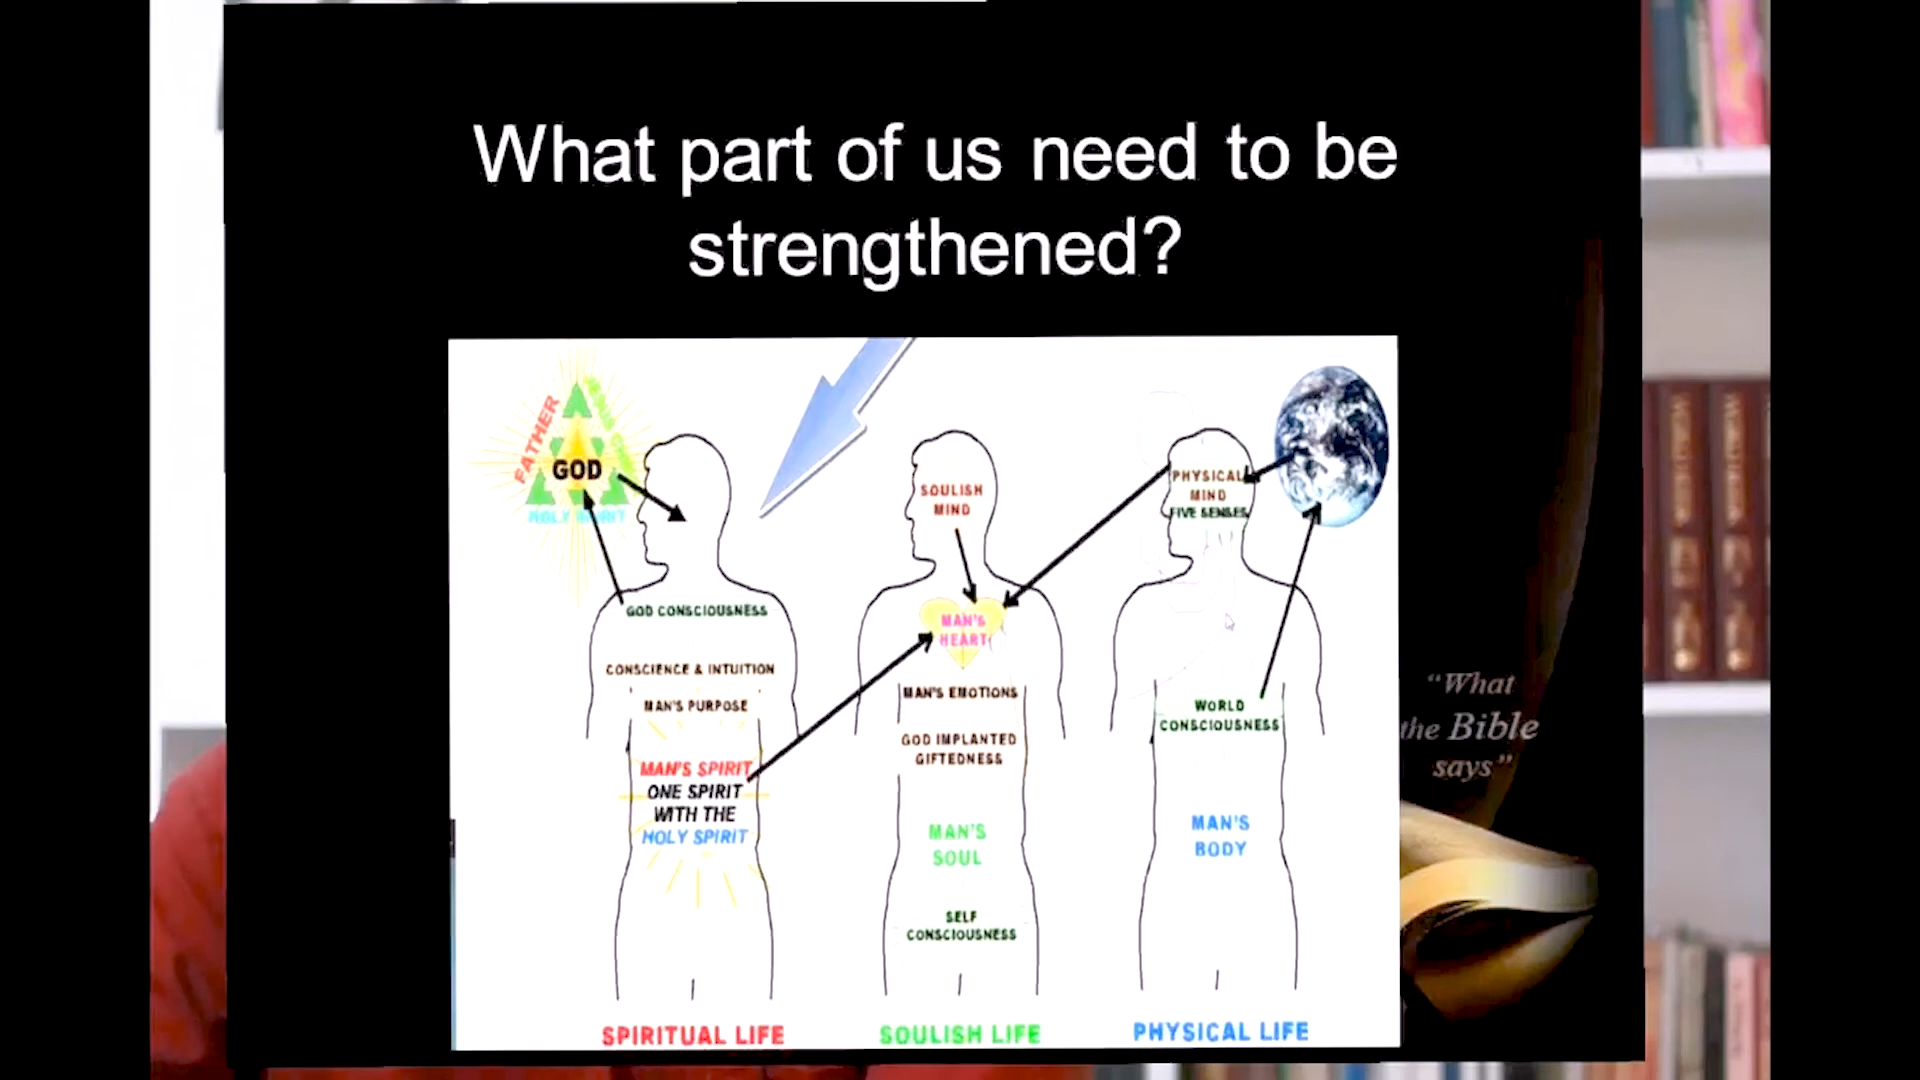 What part of us need to be
strengthened?
FATHER
GOD
HOLY SPIRIT
GOD CONSCIOUSNESS
CONSCIENCE & INTUITION
MAN'S PURPOSE
MAN'S SPIRIT
ONE SPIRIT
WITH THE
HOLY SPIRIT
SPIRITUAL LIFE
SOULISH
MIND
MAN'S
HEART
MAN'S EMOTIONS
GOD IMPLANTED
GIFTEDNESS
MAN'S
SOUL
SELF
CONSCIOUSNESS
SOULISH LIFE
PHYSICAL
MIND
FIVE SENSES
WORLD
CONSCIOUSNESS
MAN'S
BODY
PHYSICAL LIFE
"What
the Bible
says"